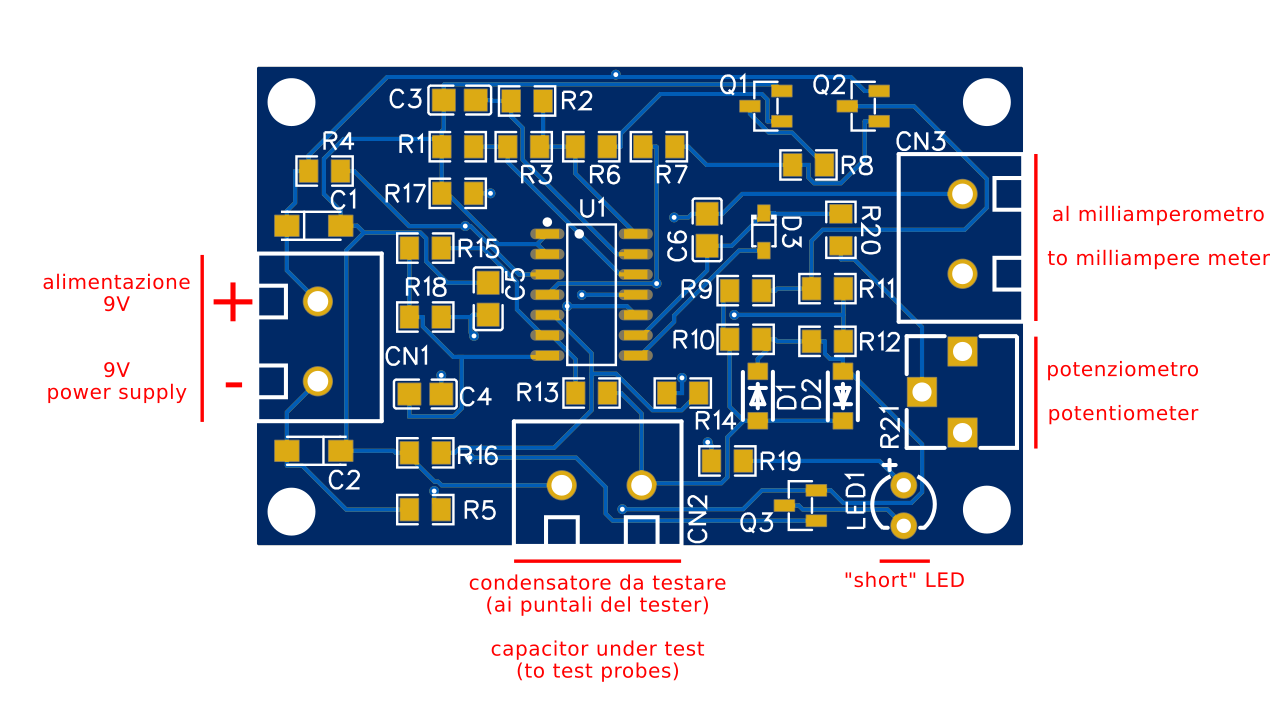 Q1
Q2
C3
R2
CN3
R4
R1
R3
R6
R7
R8
R17
C1
U1
al milliamperometro
R20
D3
C6
R15
to milliampere meter
alimentazione
9V
+
R18
C5
R9
R11
R10
R12
CN1
9V
power supply
-
potenziometro
R13
C4
R14
D1
D2
potentiometer
R21
R16
R19
+
C2
R5
CN2
Q3
LED1
condensatore da testare
(ai puntali del tester)
"short" LED
capacitor under test
(to test probes)